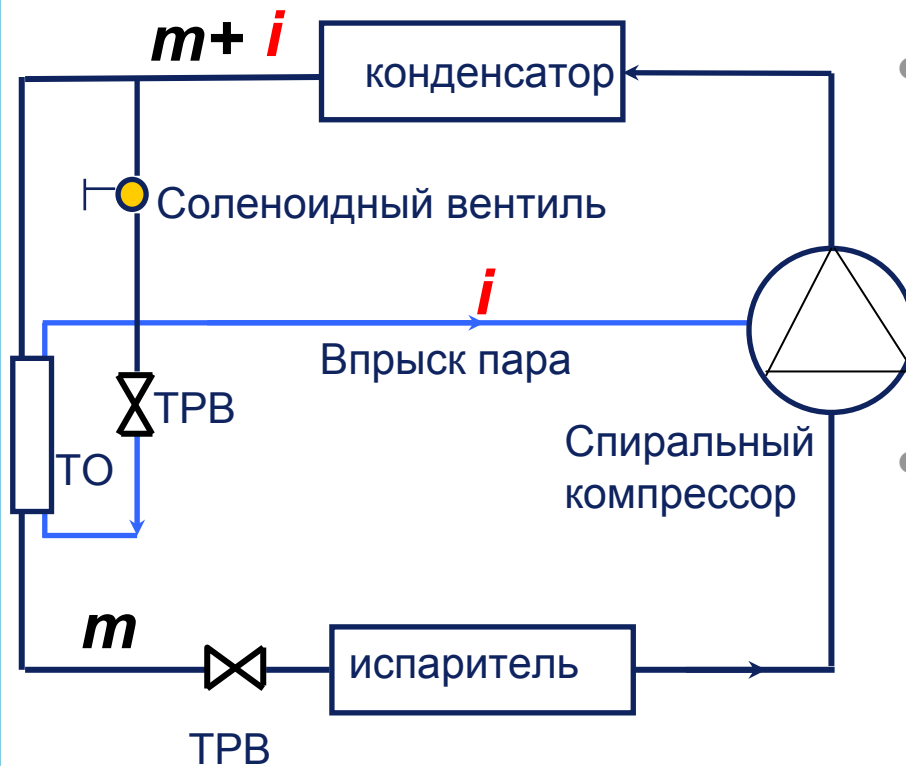 m+ i
конденсатор
Соленоидный вентиль
i
Впрыск пара
ТРВ
ТО
Спиральный
компрессор
m
испаритель
ТРВ